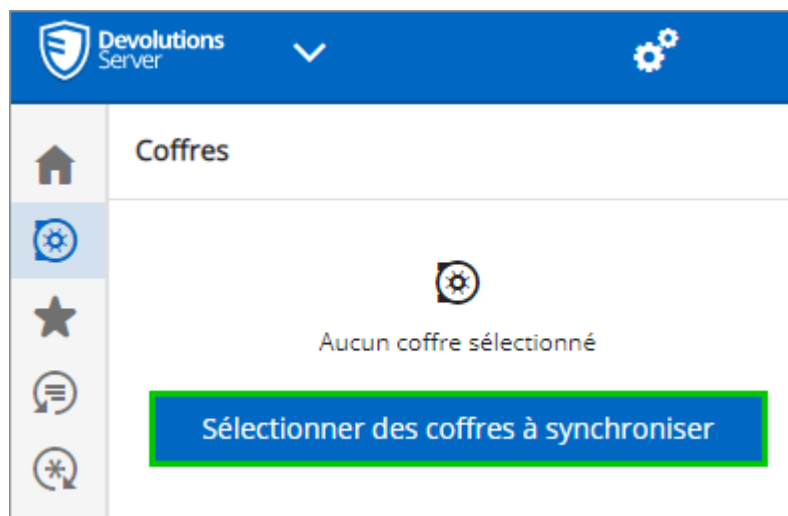 Devolutions
Server
Coffres
Aucun coffre sélectionné
Sélectionner des coffres à synchroniser